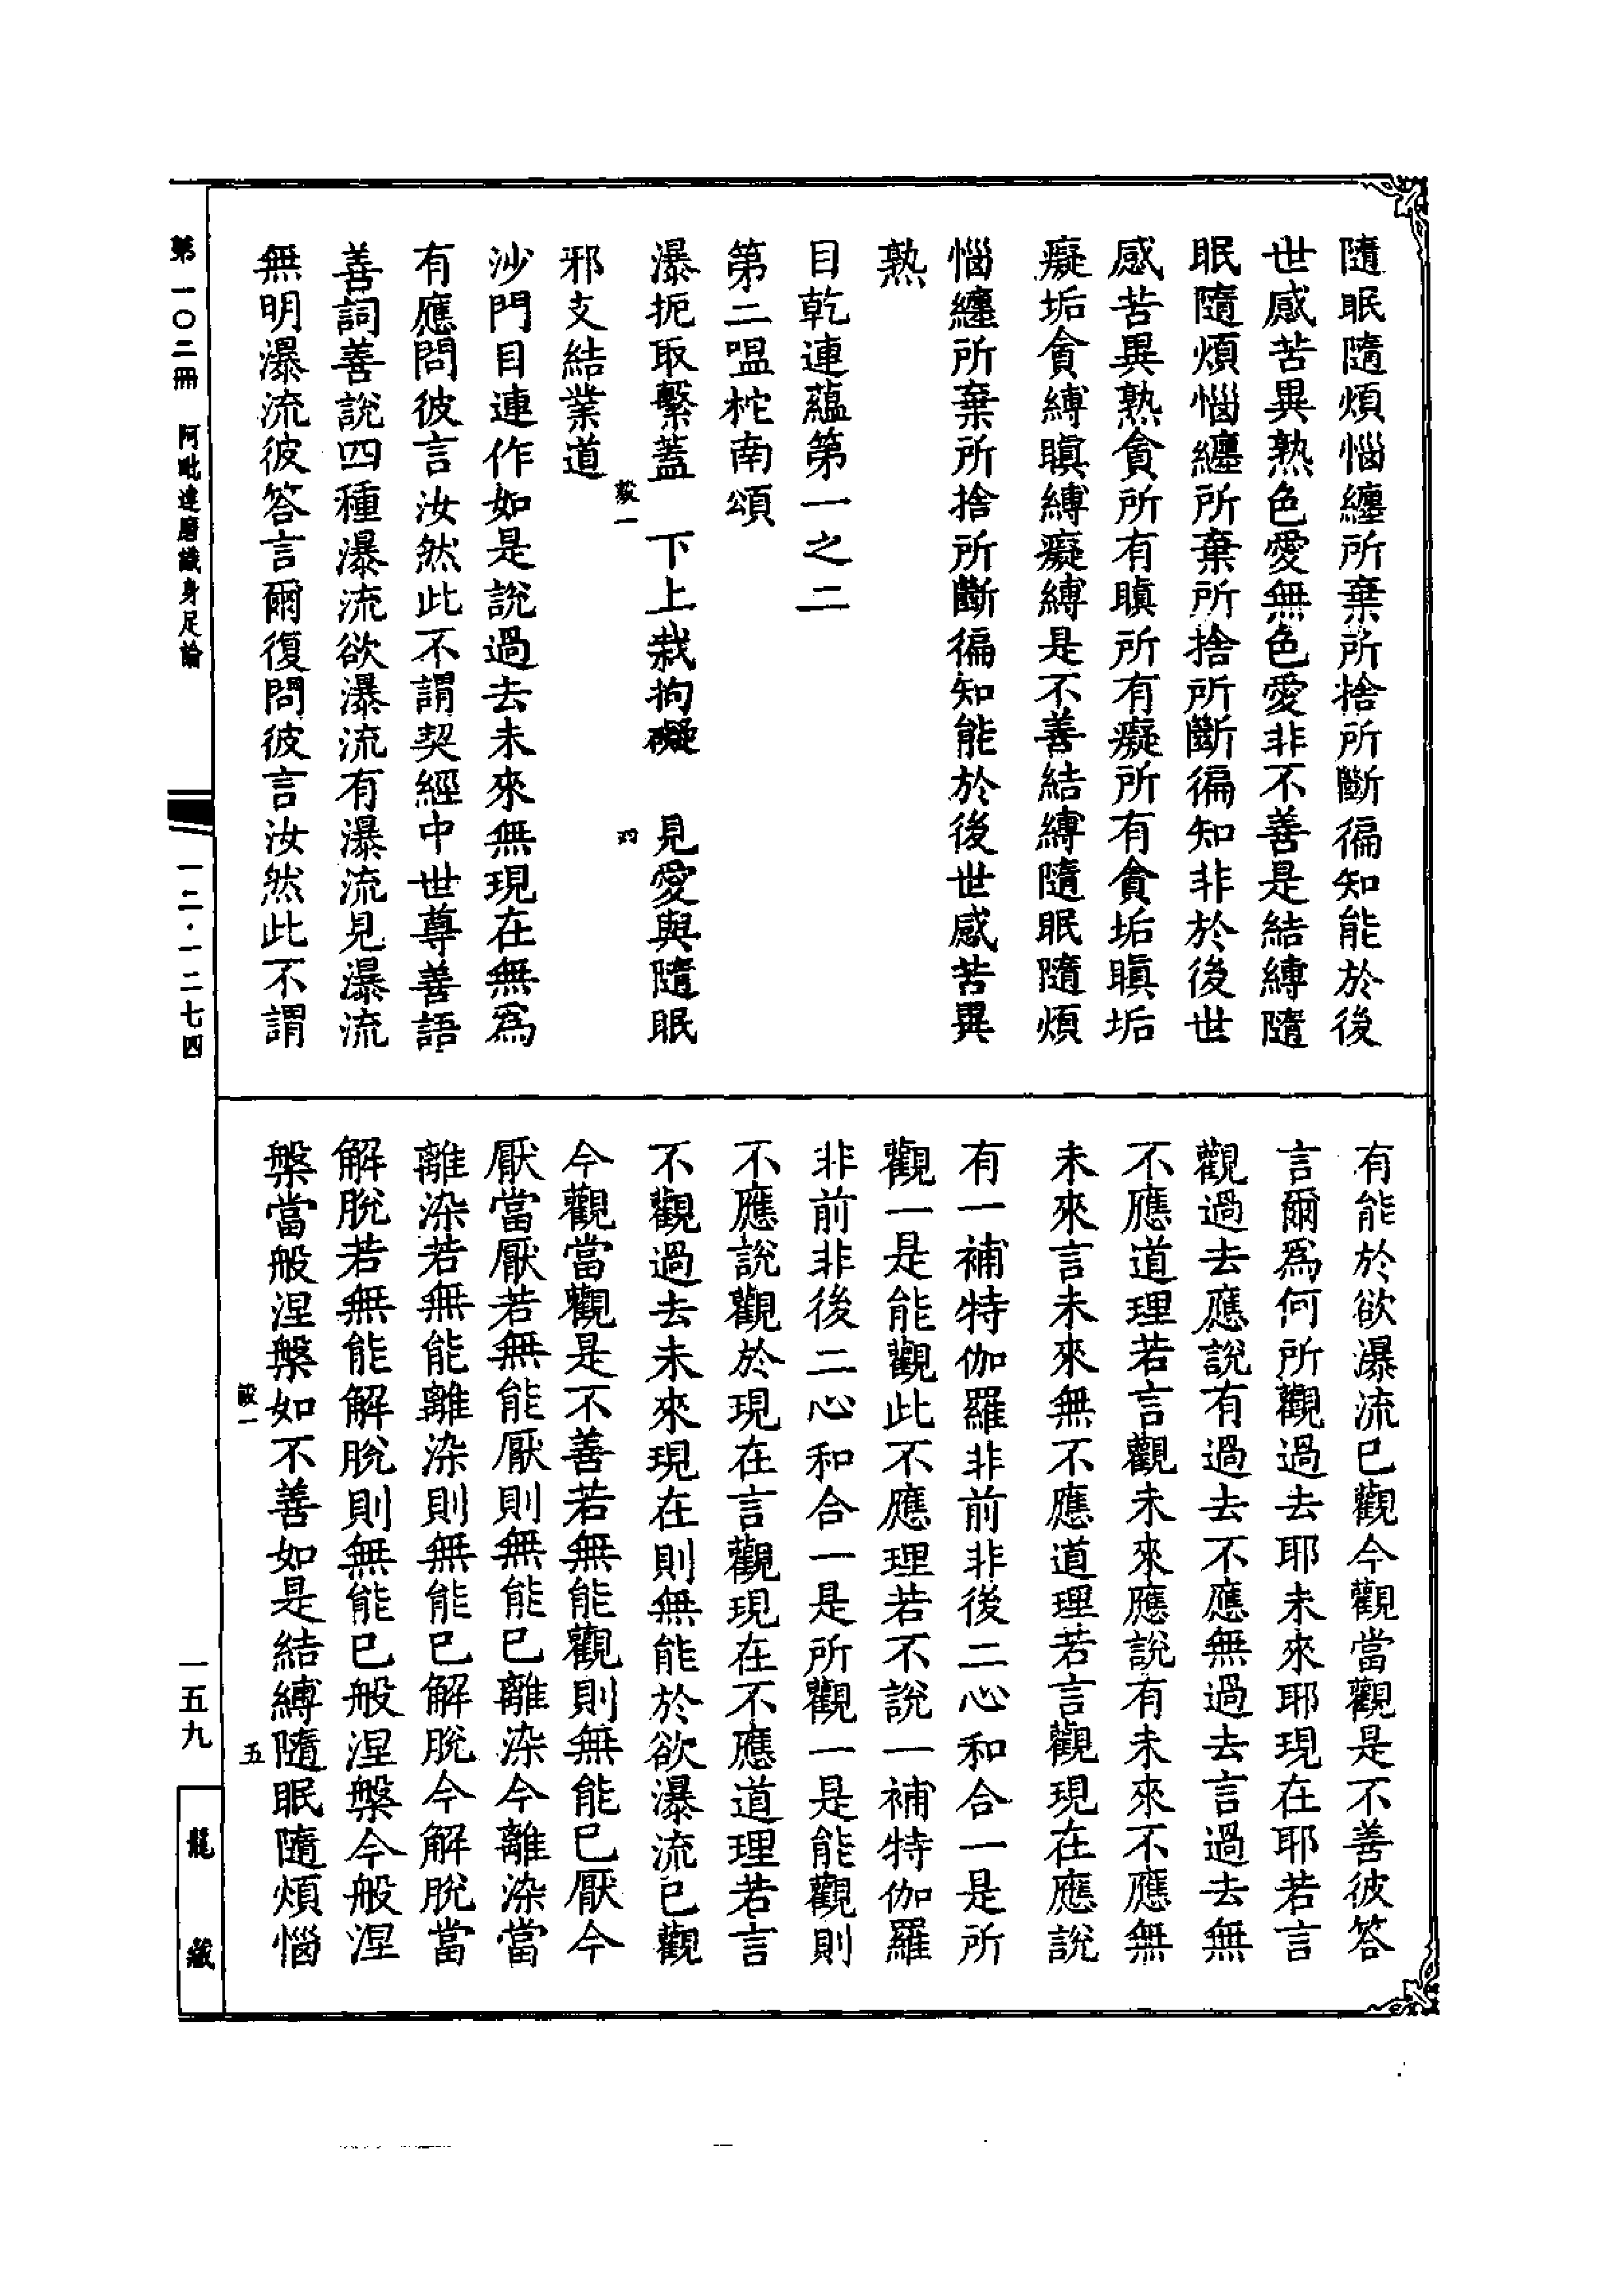 隨眠隨煩惱纏所棄所捨所斷徧知能於後
世感苦異熟色愛無色愛非不善是結縛隨
眠隨煩惱纏所棄所捨所斷徧知非於後世
感苦異熟貪所有瞋所有癡所有貪垢瞋垢
癡垢貪縛瞋縛癡縛是不善結縛隨眠隨煩
惱纏所棄所捨所斷徧知能於後世感苦異
熟
目乾連蘊第一之二
第二嗢柁南頌
瀑扼取繫蓋 下上栽拘礙 見愛與隨眠
毅一 四
邪支結業道
沙門目連作如是說過去未來無現在無為
有應問彼言汝然此不謂契經中世尊善語
善詞善說四種瀑流欲瀑流有瀑流見瀑流
無明瀑流彼答言爾復問彼言汝然此不謂
有能於欲瀑流已觀今觀當觀是不善彼答
言爾為何所觀過去耶未來耶現在耶若言
觀過去應說有過去不應無過去言過去無
不應道理若言觀未來應說有未來不應無
未來言未來無不應道理若言觀現在應說
有一補特伽羅非前非後二心和合一是所
觀一是能觀此不應理若不說一補特伽羅
非前非後二心和合一是所觀一是能觀則
不應說觀於現在言觀現在不應道理若言
不觀過去未來現在則無能於欲瀑流已觀
今觀當觀是不善若無能觀則無能已厭今
厭當厭若無能厭則無能已離染今離染當
離染若無能離染則無能已解脫今解脫當
解脫若無能解脫則無能已般涅槃今般涅
槃當般涅槃如不善如是結縛隨眠隨煩惱
毅一 五
第一〇二冊 阿毗達磨識身足論 一二·一二七四 一五九 龍藏